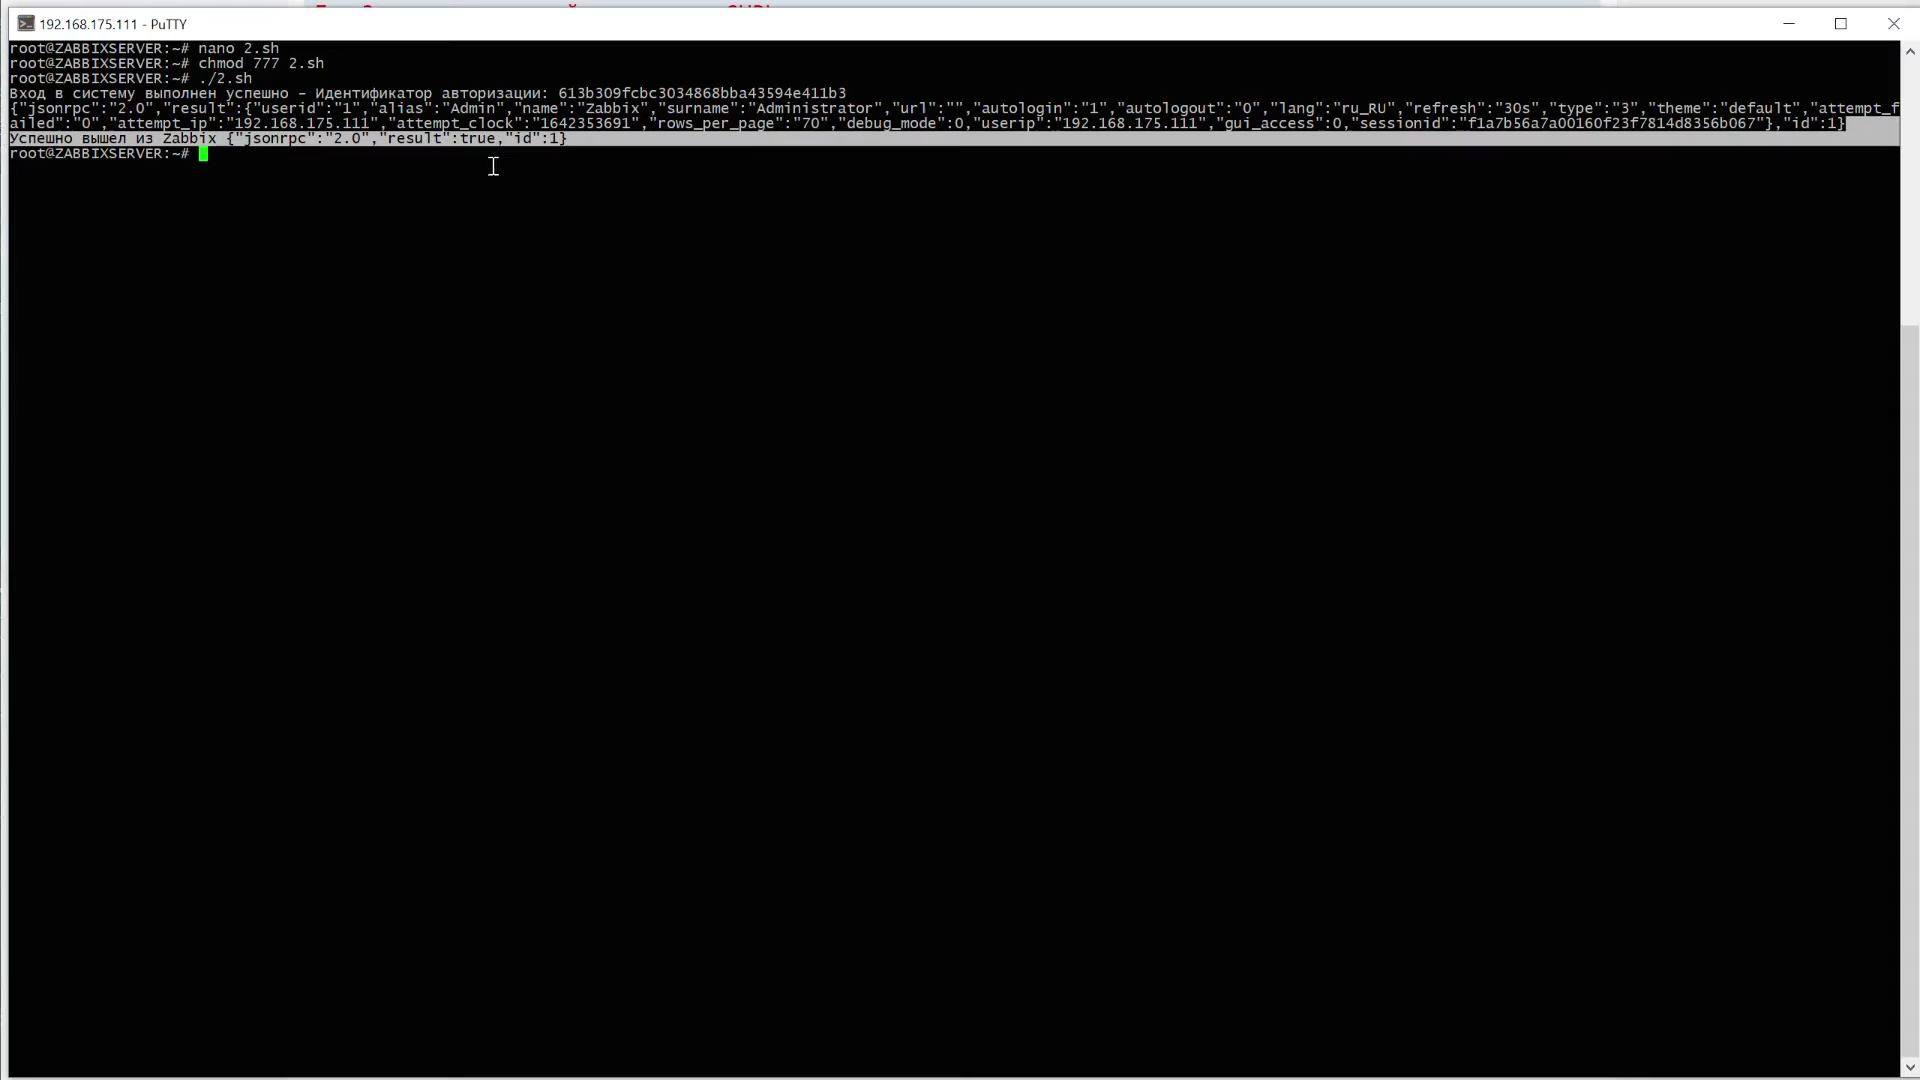 192.168.175.111 - PuTTY
root@ZABBIXSERVER:~# nano 2.sh
root@ZABBIXSERVER:~# chmod 777 2.sh
root@ZABBIXSERVER:~# ./2.sh
Вход в систему выполнен успешно - Идентификатор авторизации: 613b309fcbc3034868bba43594e411b3
{"jsonrpc":"2.0","result":{"userid":"1","alias":"Admin","name":"Zabbix","surname":"Administrator","url":"","autologin":"1","autologout":"0","lang":"ru_RU","refresh":"30s","type":"3","theme":"default","attempt_f
ailed":"0","attempt_ip":"192.168.175.111","attempt_clock":"1642353691","rows_per_page":"70","debug_mode":0,"userip":"192.168.175.111","gui_access":0,"sessionid":"f1a7b56a7a00160f23f7814d8356b067"},"id":1}
Успешно вышел из Zabbix {"jsonrpc":"2.0","result":true,"id":1}
root@ZABBIXSERVER:~#